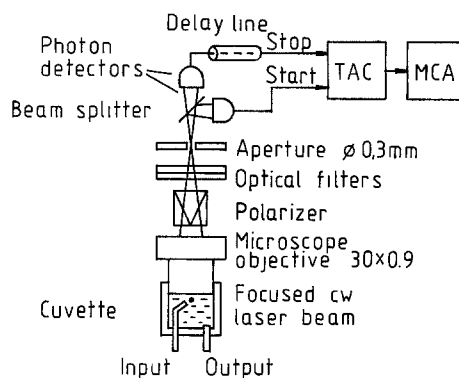 Delay line
Photon
detectors
Stop
Start
TAC
MCA
Beam splitter
Aperture ø 0,3mm
Optical filters
Polarizer
Microscope
objective 30×0.9
Cuvette
Focused cw
laser beam
Input
Output